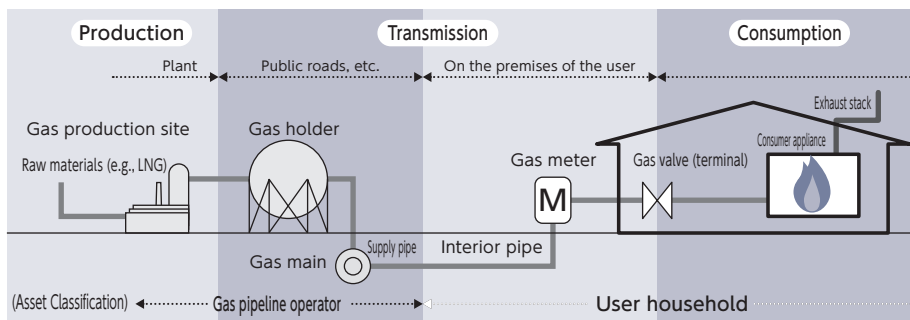 Production
Transmission
Consumption
Plant
Public roads, etc.
On the premises of the user
Exhaust stack
Gas production site
Gas holder
Consumer appliance
Raw materials (e.g., LNG)
Gas meter
Gas valve (terminal)
M
Supply pipe
Interior pipe
Gas main
(Asset Classification)
Gas pipeline operator
User household